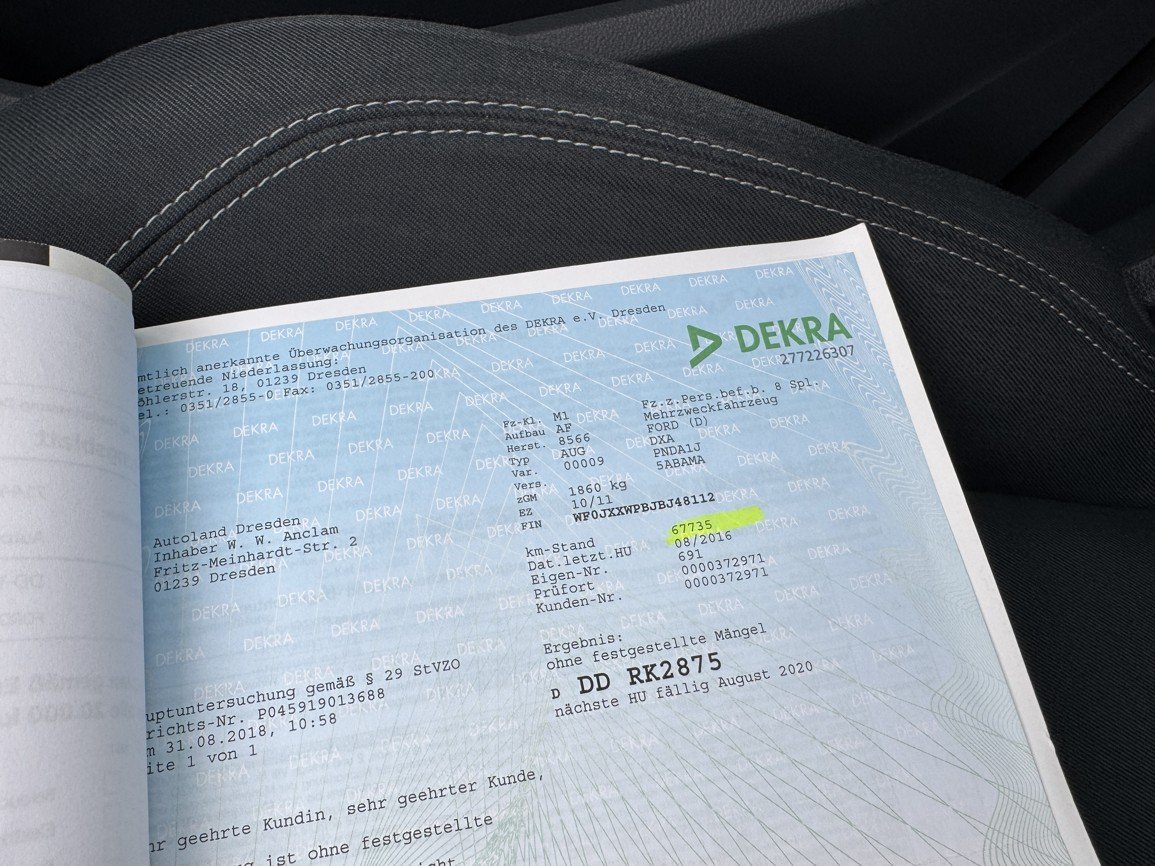 DEKRA
277226307
mtlich anerkannte Überwachungsorganisation des DEKRA e.V. Dresden
etreuende Niederlassung:
öhlerstr. 18, 01239 Dresden
el.: 0351/2855-0 Fax: 0351/2855-200
Fz-Kl. M1 Fz.z.Pers.bef.b. 8 Spl.
Aufbau AF Mehrzweckfahrzeug
Herst. 8566 FORD (D)
Typ AUG DXA
Var. 00009 PNDA1J
Vers. 5ABAMA
zGM 1860 kg
EZ 10/11
FIN WF0JXXWPBJBJ48112
Autoland Dresden
Inhaber W. W. Anclam
Fritz-Meinhardt-Str. 2
01239 Dresden
km-Stand 67735
Dat.letzt.HU 08/2016
Eigen-Nr. 691
Prüfort 0000372971
Kunden-Nr. 0000372971
uptuntersuchung gemäß § 29 StVZO
richts-Nr. P045919013688
m 31.08.2018, 10:58
ite 1 von 1
Ergebnis:
ohne festgestellte Mängel
D DD RK2875
nächste HU fällig August 2020
hr geehrte Kundin, sehr geehrter Kunde,
g ist ohne festgestellte